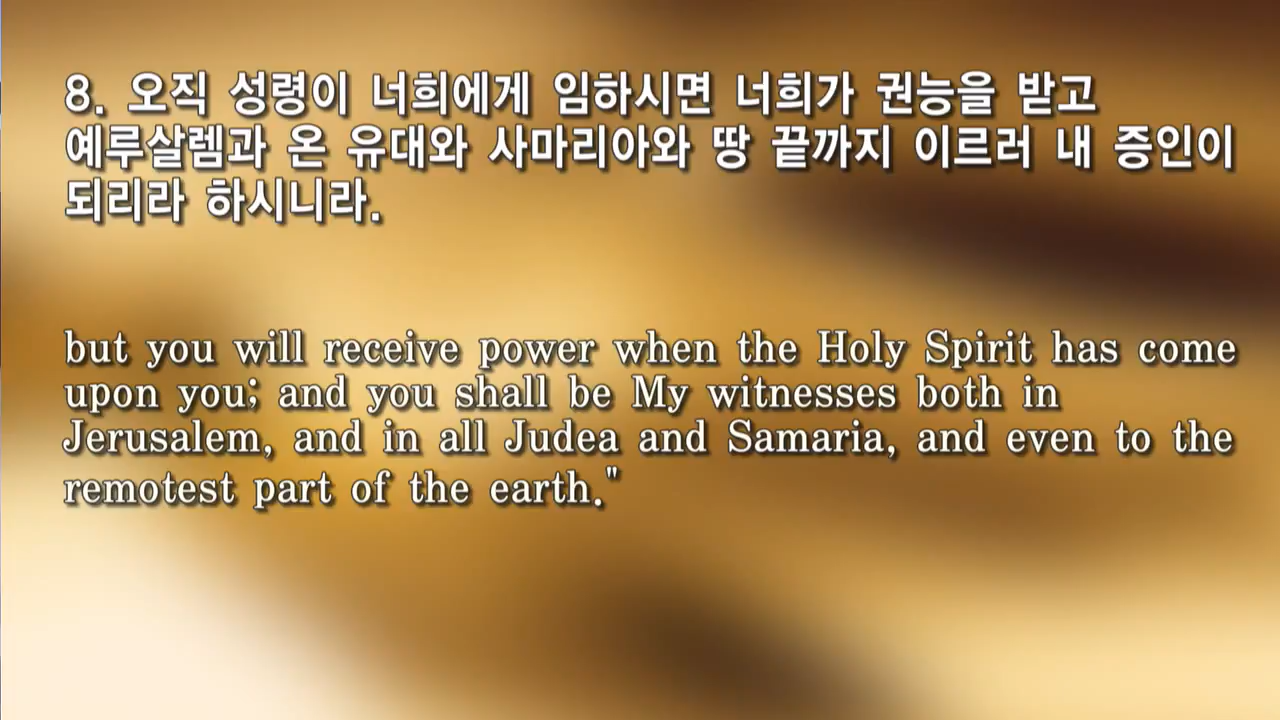 8. 오직 성령이 너희에게 임하시면 너희가 권능을 받고
예루살렘과 온 유대와 사마리아와 땅 끝까지 이르러 내 증인이
되리라 하시니라.
but you will receive power when the Holy Spirit has come
upon you; and you shall be My witnesses both in
Jerusalem, and in all Judea and Samaria, and even to the
remotest part of the earth."